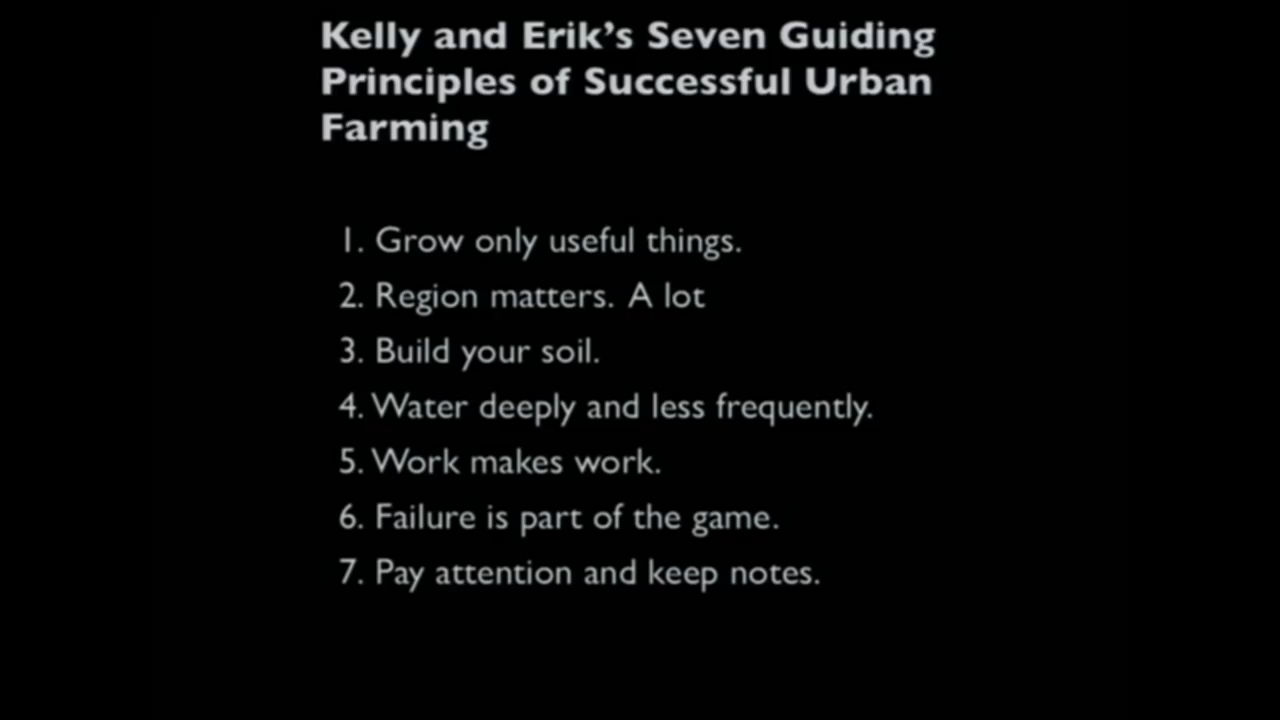 Kelly and Erik’s Seven Guiding
Principles of Successful Urban
Farming
1. Grow only useful things.
2. Region matters. A lot
3. Build your soil.
4. Water deeply and less frequently.
5. Work makes work.
6. Failure is part of the game.
7. Pay attention and keep notes.